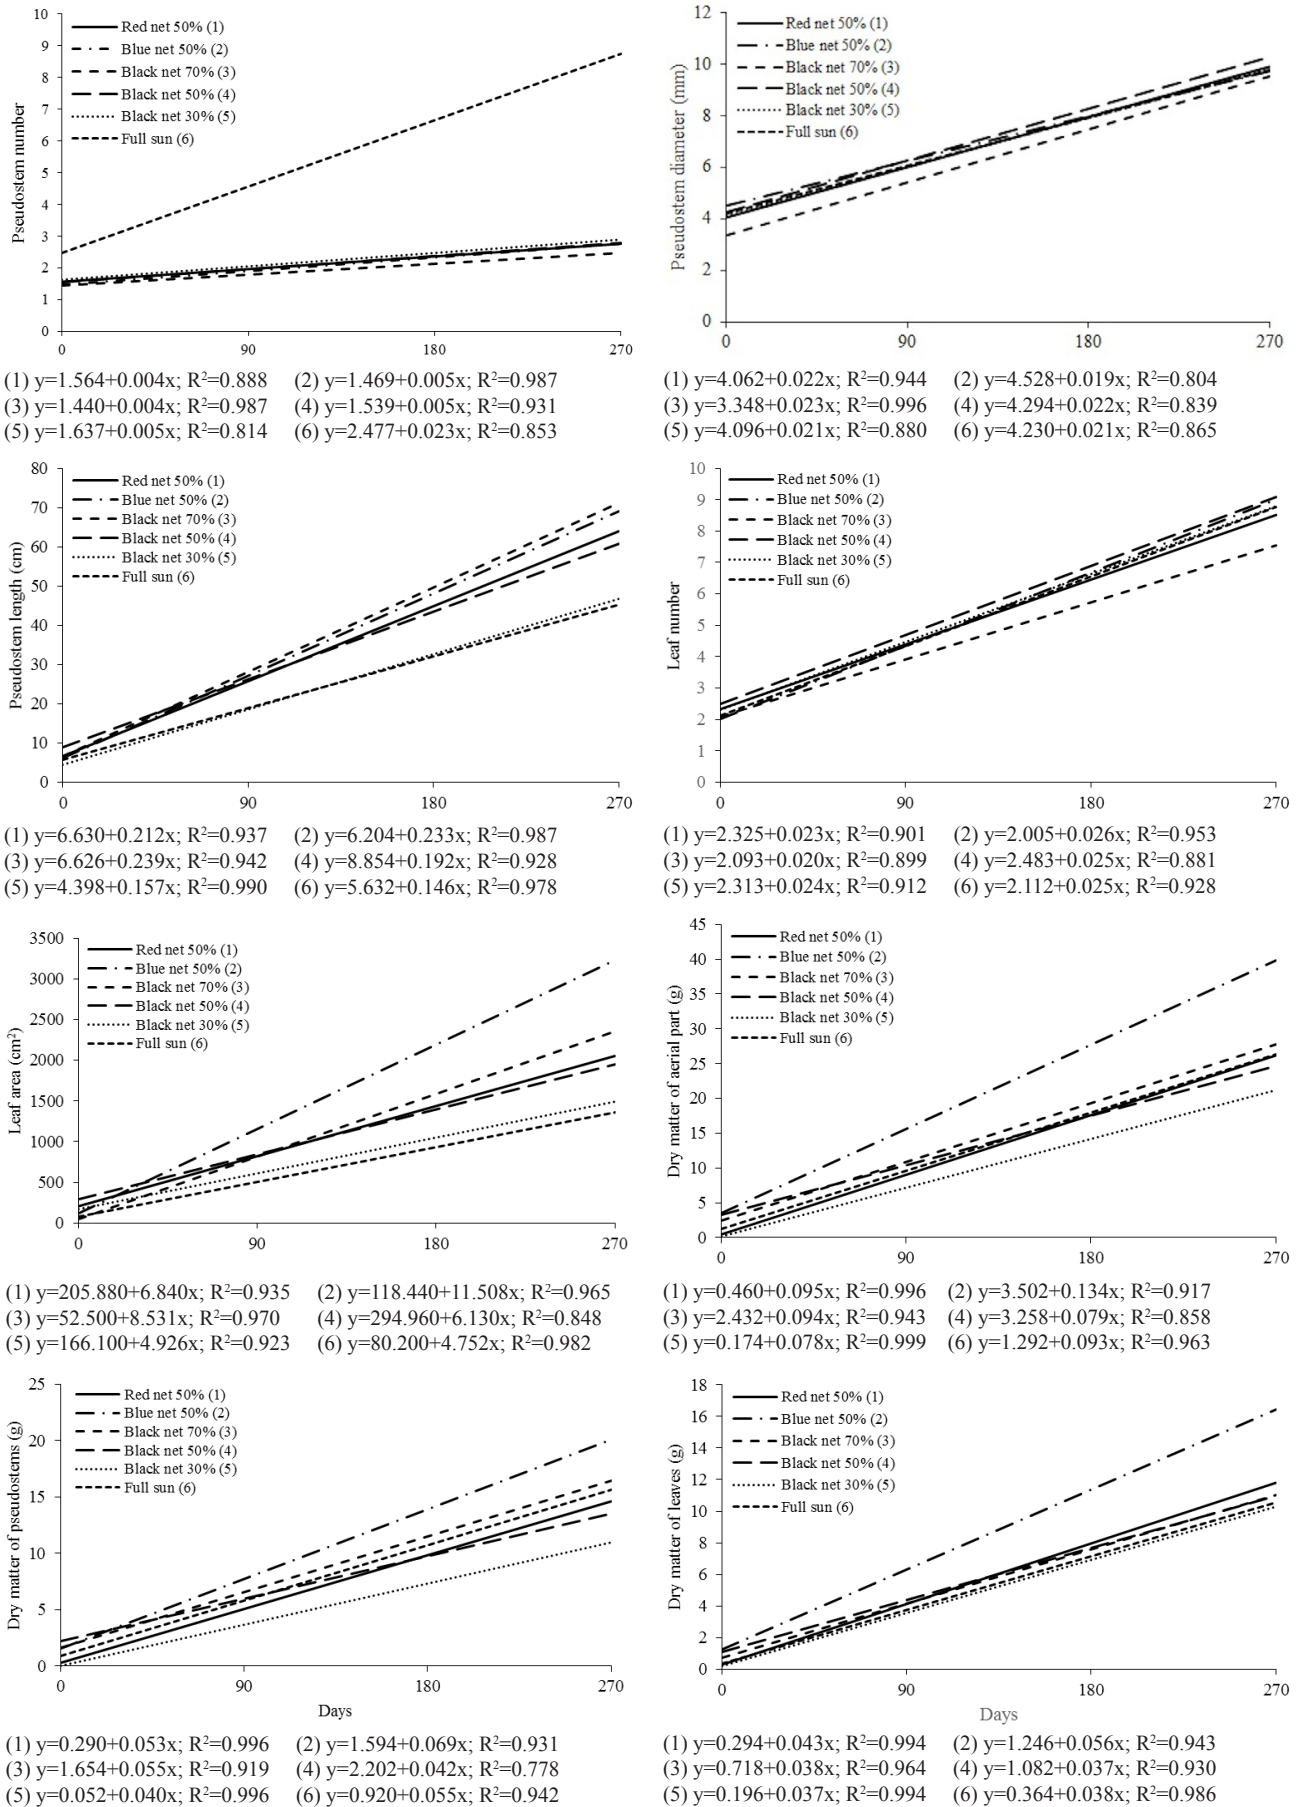 Pseudostem number
10
9
8
7
6
5
4
3
2
1
0
Red net 50% (1)
Blue net 50% (2)
Black net 70% (3)
Black net 50% (4)
Black net 30% (5)
Full sun (6)
0 90 180 270
(1) y=1.564+0.004x; R²=0.888 (2) y=1.469+0.005x; R²=0.987
(3) y=1.440+0.004x; R²=0.987 (4) y=1.539+0.005x; R²=0.931
(5) y=1.637+0.005x; R²=0.814 (6) y=2.477+0.023x; R²=0.853
Pseudostem diameter (mm)
12
10
8
6
4
2
0
Red net 50% (1)
Blue net 50% (2)
Black net 70% (3)
Black net 50% (4)
Black net 30% (5)
Full sun (6)
0 90 180 270
(1) y=4.062+0.022x; R²=0.944 (2) y=4.528+0.019x; R²=0.804
(3) y=3.348+0.023x; R²=0.996 (4) y=4.294+0.022x; R²=0.839
(5) y=4.096+0.021x; R²=0.880 (6) y=4.230+0.021x; R²=0.865
Pseudostem length (cm)
80
70
60
50
40
30
20
10
0
Red net 50% (1)
Blue net 50% (2)
Black net 70% (3)
Black net 50% (4)
Black net 30% (5)
Full sun (6)
0 90 180 270
(1) y=6.630+0.212x; R²=0.937 (2) y=6.204+0.233x; R²=0.987
(3) y=6.626+0.239x; R²=0.942 (4) y=8.854+0.192x; R²=0.928
(5) y=4.398+0.157x; R²=0.990 (6) y=5.632+0.146x; R²=0.978
Leaf number
10
9
8
7
6
5
4
3
2
1
0
Red net 50% (1)
Blue net 50% (2)
Black net 70% (3)
Black net 50% (4)
Black net 30% (5)
Full sun (6)
0 90 180 270
(1) y=2.325+0.023x; R²=0.901 (2) y=2.005+0.026x; R²=0.953
(3) y=2.093+0.020x; R²=0.899 (4) y=2.483+0.025x; R²=0.881
(5) y=2.313+0.024x; R²=0.912 (6) y=2.112+0.025x; R²=0.928
Leaf area (cm²)
3500
3000
2500
2000
1500
1000
500
0
Red net 50% (1)
Blue net 50% (2)
Black net 70% (3)
Black net 50% (4)
Black net 30% (5)
Full sun (6)
0 90 180 270
(1) y=205.880+6.840x; R²=0.935 (2) y=118.440+11.508x; R²=0.965
(3) y=52.500+8.531x; R²=0.970 (4) y=294.960+6.130x; R²=0.848
(5) y=166.100+4.926x; R²=0.923 (6) y=80.200+4.752x; R²=0.982
Dry matter of aerial part (g)
45
40
35
30
25
20
15
10
5
0
Red net 50% (1)
Blue net 50% (2)
Black net 70% (3)
Black net 50% (4)
Black net 30% (5)
Full sun (6)
0 90 180 270
(1) y=0.460+0.095x; R²=0.996 (2) y=3.502+0.134x; R²=0.917
(3) y=2.432+0.094x; R²=0.943 (4) y=3.258+0.079x; R²=0.858
(5) y=0.174+0.078x; R²=0.999 (6) y=1.292+0.093x; R²=0.963
Dry matter of pseudostems (g)
25
20
15
10
5
0
Red net 50% (1)
Blue net 50% (2)
Black net 70% (3)
Black net 50% (4)
Black net 30% (5)
Full sun (6)
0 90 180 270
Days
(1) y=0.290+0.053x; R²=0.996 (2) y=1.594+0.069x; R²=0.931
(3) y=1.654+0.055x; R²=0.919 (4) y=2.202+0.042x; R²=0.778
(5) y=0.052+0.040x; R²=0.996 (6) y=0.920+0.055x; R²=0.942
Dry matter of leaves (g)
18
16
14
12
10
8
6
4
2
0
Red net 50% (1)
Blue net 50% (2)
Black net 70% (3)
Black net 50% (4)
Black net 30% (5)
Full sun (6)
0 90 180 270
Days
(1) y=0.294+0.043x; R²=0.994 (2) y=1.246+0.056x; R²=0.943
(3) y=0.718+0.038x; R²=0.964 (4) y=1.082+0.037x; R²=0.930
(5) y=0.196+0.037x; R²=0.994 (6) y=0.364+0.038x; R²=0.986